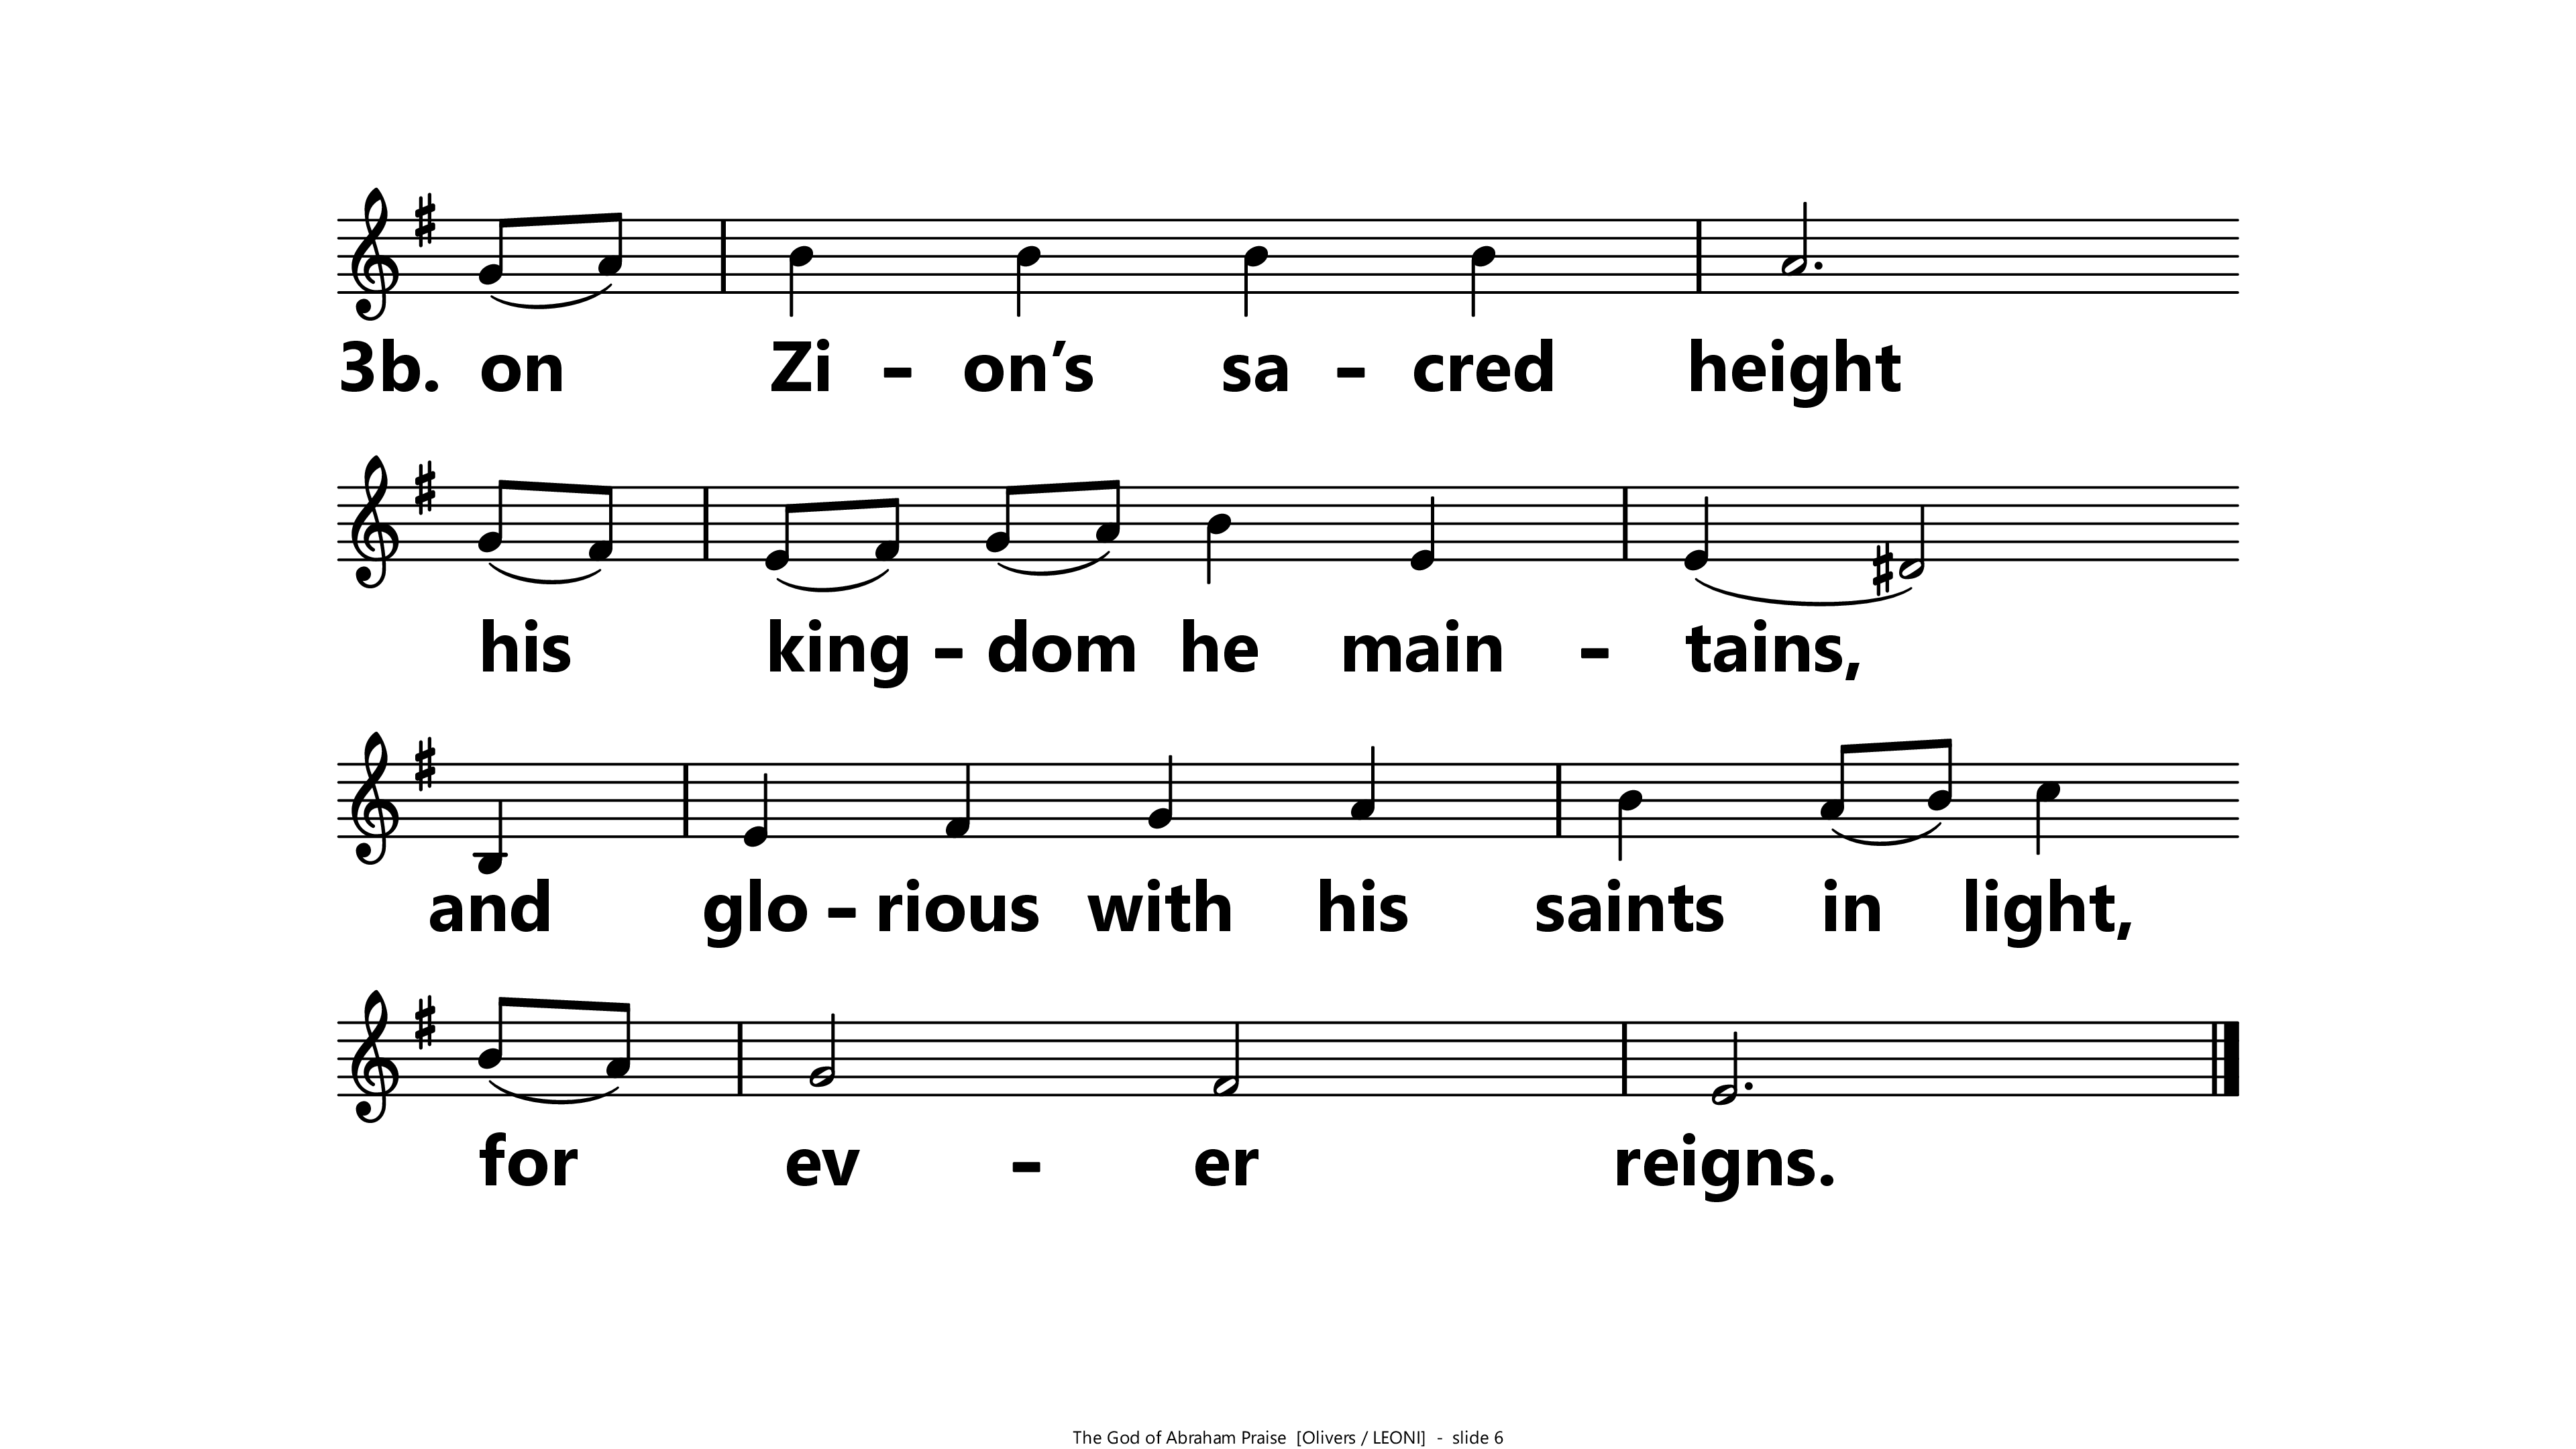 3b. on Zi - on’s sa - cred height
his king - dom he main - tains,
and glo - rious with his saints in light,
for ev - er reigns.
The God of Abraham Praise [Olivers / LEONI] - slide 6